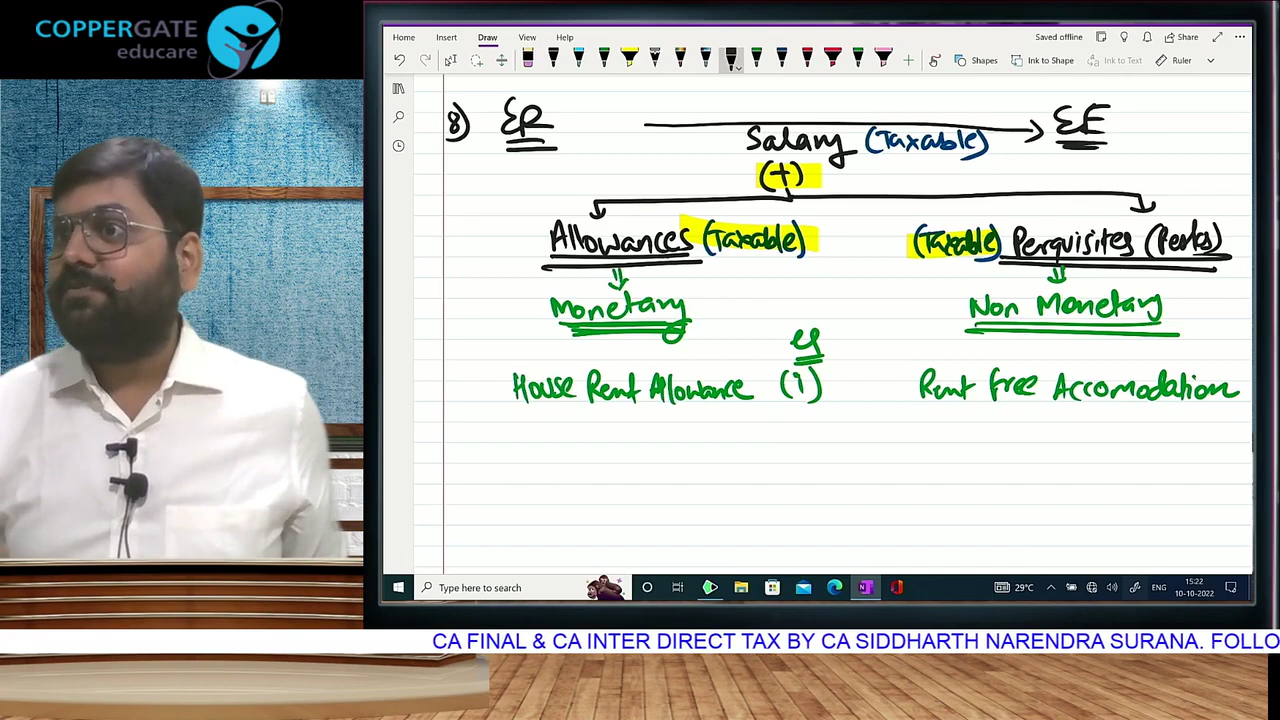 COPPERGATE
educare
Home Insert Draw View Help
Saved offline
Share
Shapes
Ink to Shape
Ink to Text
Ruler
8) ER EE
Salary (Taxable)
(+)
Allowances (Taxable) (Taxable) Perquisites (Perks)
Monetary Non Monetary
eg
House Rent Allowance (i) Rent free Accomodation
Type here to search
29°C
ENG
15:22
10-10-2022
CA FINAL & CA INTER DIRECT TAX BY CA SIDDHARTH NARENDRA SURANA. FOLLO